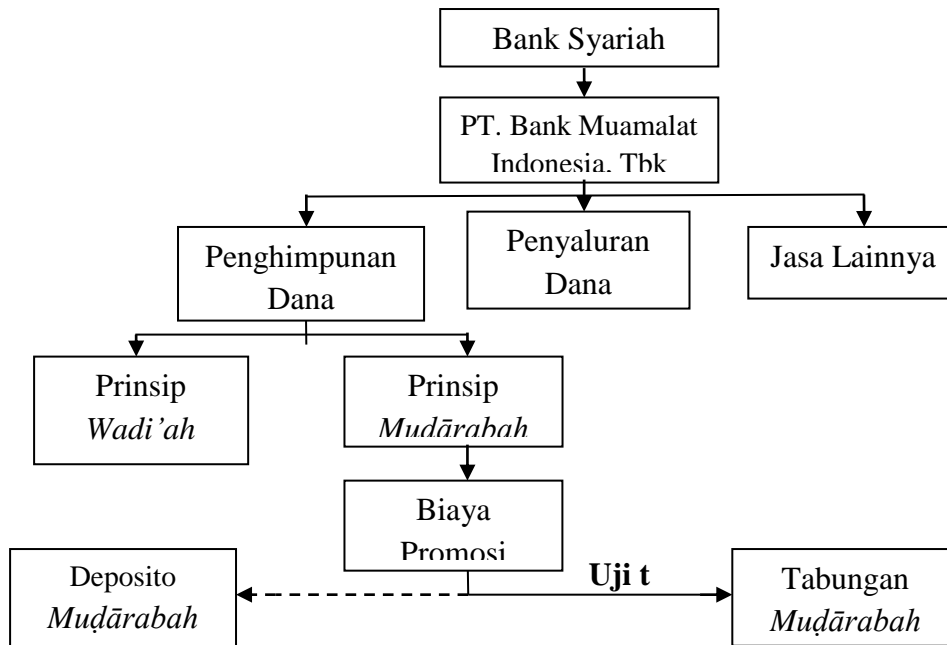 Bank Syariah
PT. Bank Muamalat
Indonesia, Tbk
Penghimpunan
Dana
Penyaluran
Dana
Jasa Lainnya
Prinsip
Wadi’ah
Prinsip
Muḍārabah
Biaya
Promosi
Deposito
Muḍārabah
Uji t
Tabungan
Muḍārabah